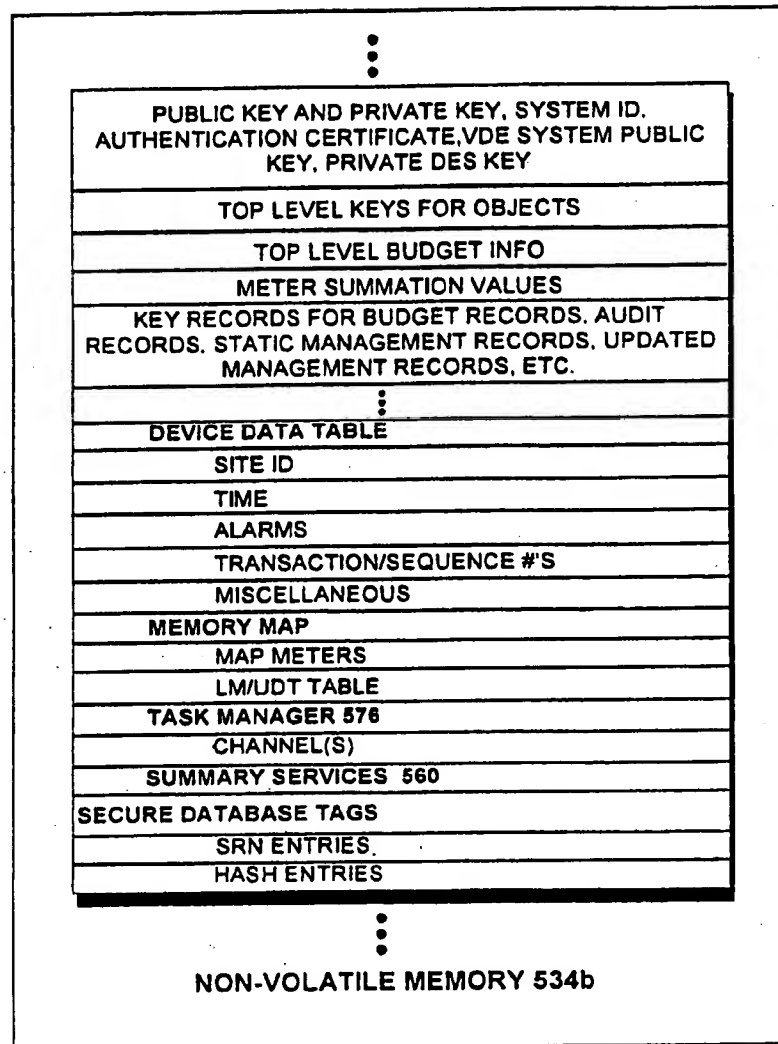 PUBLIC KEY AND PRIVATE KEY, SYSTEM ID,
AUTHENTICATION CERTIFICATE,VDE SYSTEM PUBLIC
KEY, PRIVATE DES KEY
TOP LEVEL KEYS FOR OBJECTS
TOP LEVEL BUDGET INFO
METER SUMMATION VALUES
KEY RECORDS FOR BUDGET RECORDS, AUDIT
RECORDS, STATIC MANAGEMENT RECORDS, UPDATED
MANAGEMENT RECORDS, ETC.
DEVICE DATA TABLE
SITE ID
TIME
ALARMS
TRANSACTION/SEQUENCE #'S
MISCELLANEOUS
MEMORY MAP
MAP METERS
LM/UDT TABLE
TASK MANAGER 576
CHANNEL(S)
SUMMARY SERVICES 560
SECURE DATABASE TAGS
SRN ENTRIES
HASH ENTRIES
NON-VOLATILE MEMORY 534b